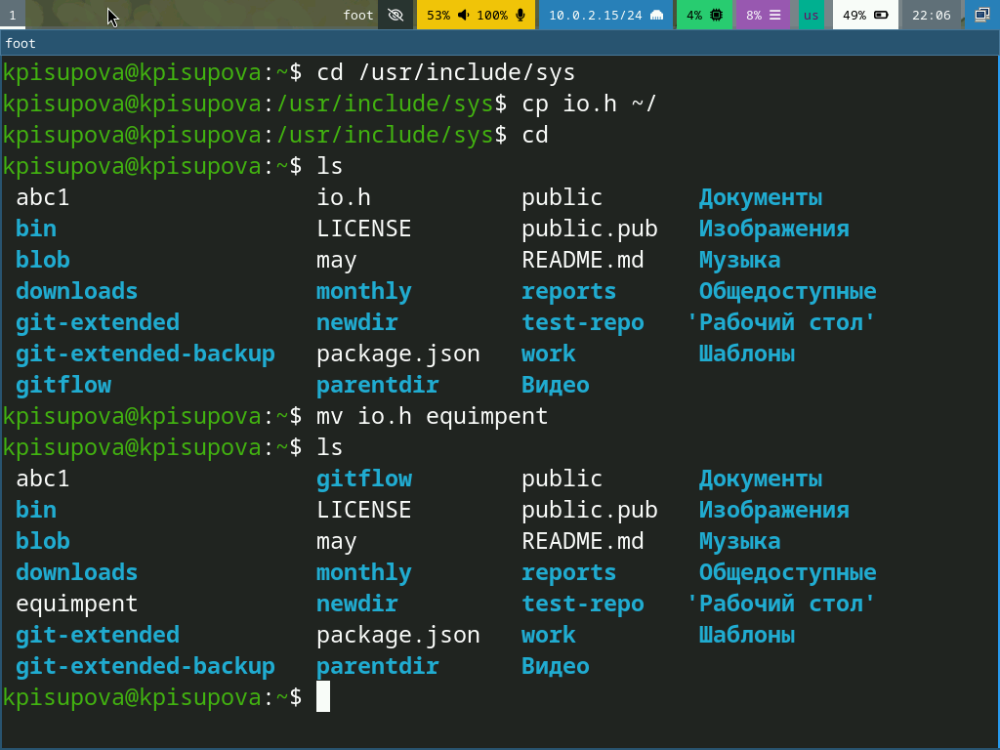 1 foot 53% 100% 10.0.2.15/24 4% 8% us 49% 22:06
foot
kpisupova@kpisupova:~$ cd /usr/include/sys
kpisupova@kpisupova:/usr/include/sys$ cp io.h ~/
kpisupova@kpisupova:/usr/include/sys$ cd
kpisupova@kpisupova:~$ ls
abc1 io.h public Документы
bin LICENSE public.pub Изображения
blob may README.md Музыка
downloads monthly reports Общедоступные
git-extended newdir test-repo 'Рабочий стол'
git-extended-backup package.json work Шаблоны
gitflow parentdir Видео
kpisupova@kpisupova:~$ mv io.h equimpent
kpisupova@kpisupova:~$ ls
abc1 gitflow public Документы
bin LICENSE public.pub Изображения
blob may README.md Музыка
downloads monthly reports Общедоступные
equimpent newdir test-repo 'Рабочий стол'
git-extended package.json work Шаблоны
git-extended-backup parentdir Видео
kpisupova@kpisupova:~$